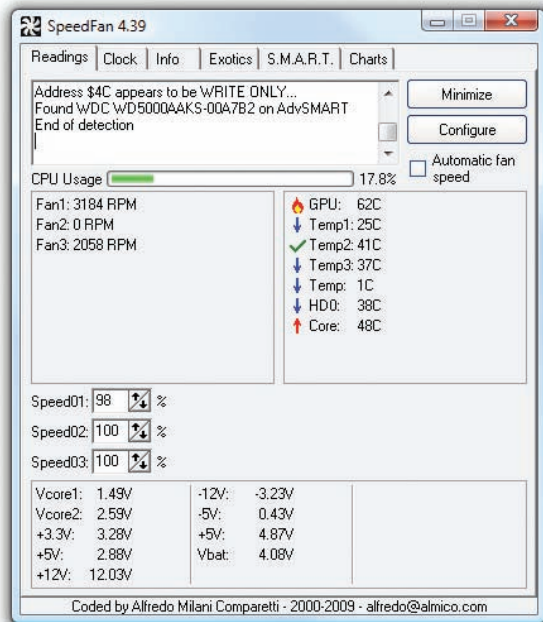 SpeedFan 4.39
Readings Clock Info Exotics S.M.A.R.T. Charts
Address $4C appears to be WRITE ONLY...
Found WDC WD5000AAKS-00A7B2 on AdvSMART
End of detection
Minimize
Configure
Automatic fan
speed
CPU Usage 17.8%
Fan1: 3184 RPM
Fan2: 0 RPM
Fan3: 2058 RPM
GPU: 62C
Temp1: 25C
Temp2: 41C
Temp3: 37C
Temp: 1C
HD0: 38C
Core: 48C
Speed01: 98 %
Speed02: 100 %
Speed03: 100 %
Vcore1: 1.49V
Vcore2: 2.59V
+3.3V: 3.28V
+5V: 2.88V
+12V: 12.03V
-12V: -3.23V
-5V: 0.43V
+5V: 4.87V
Vbat: 4.08V
Coded by Alfredo Milani Comparetti - 2000-2009 - alfredo@almico.com